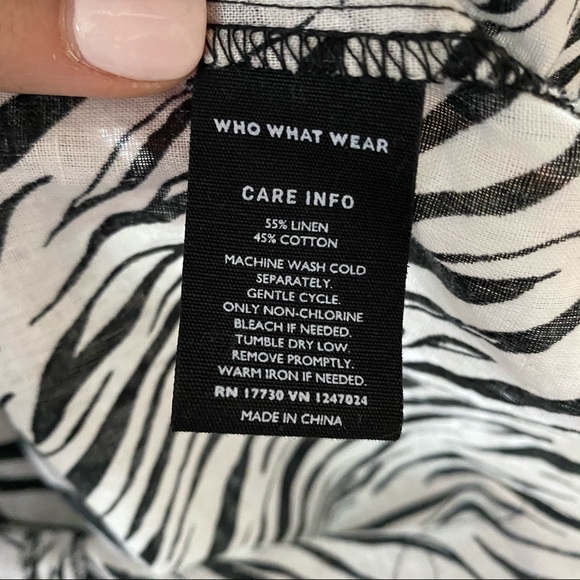 WHO WHAT WEAR
CARE INFO
55% LINEN
45% COTTON
MACHINE WASH COLD
SEPARATELY.
GENTLE CYCLE.
ONLY NON-CHLORINE
BLEACH IF NEEDED.
TUMBLE DRY LOW.
REMOVE PROMPTLY.
WARM IRON IF NEEDED.
RN 17730 VN 1247024
MADE IN CHINA